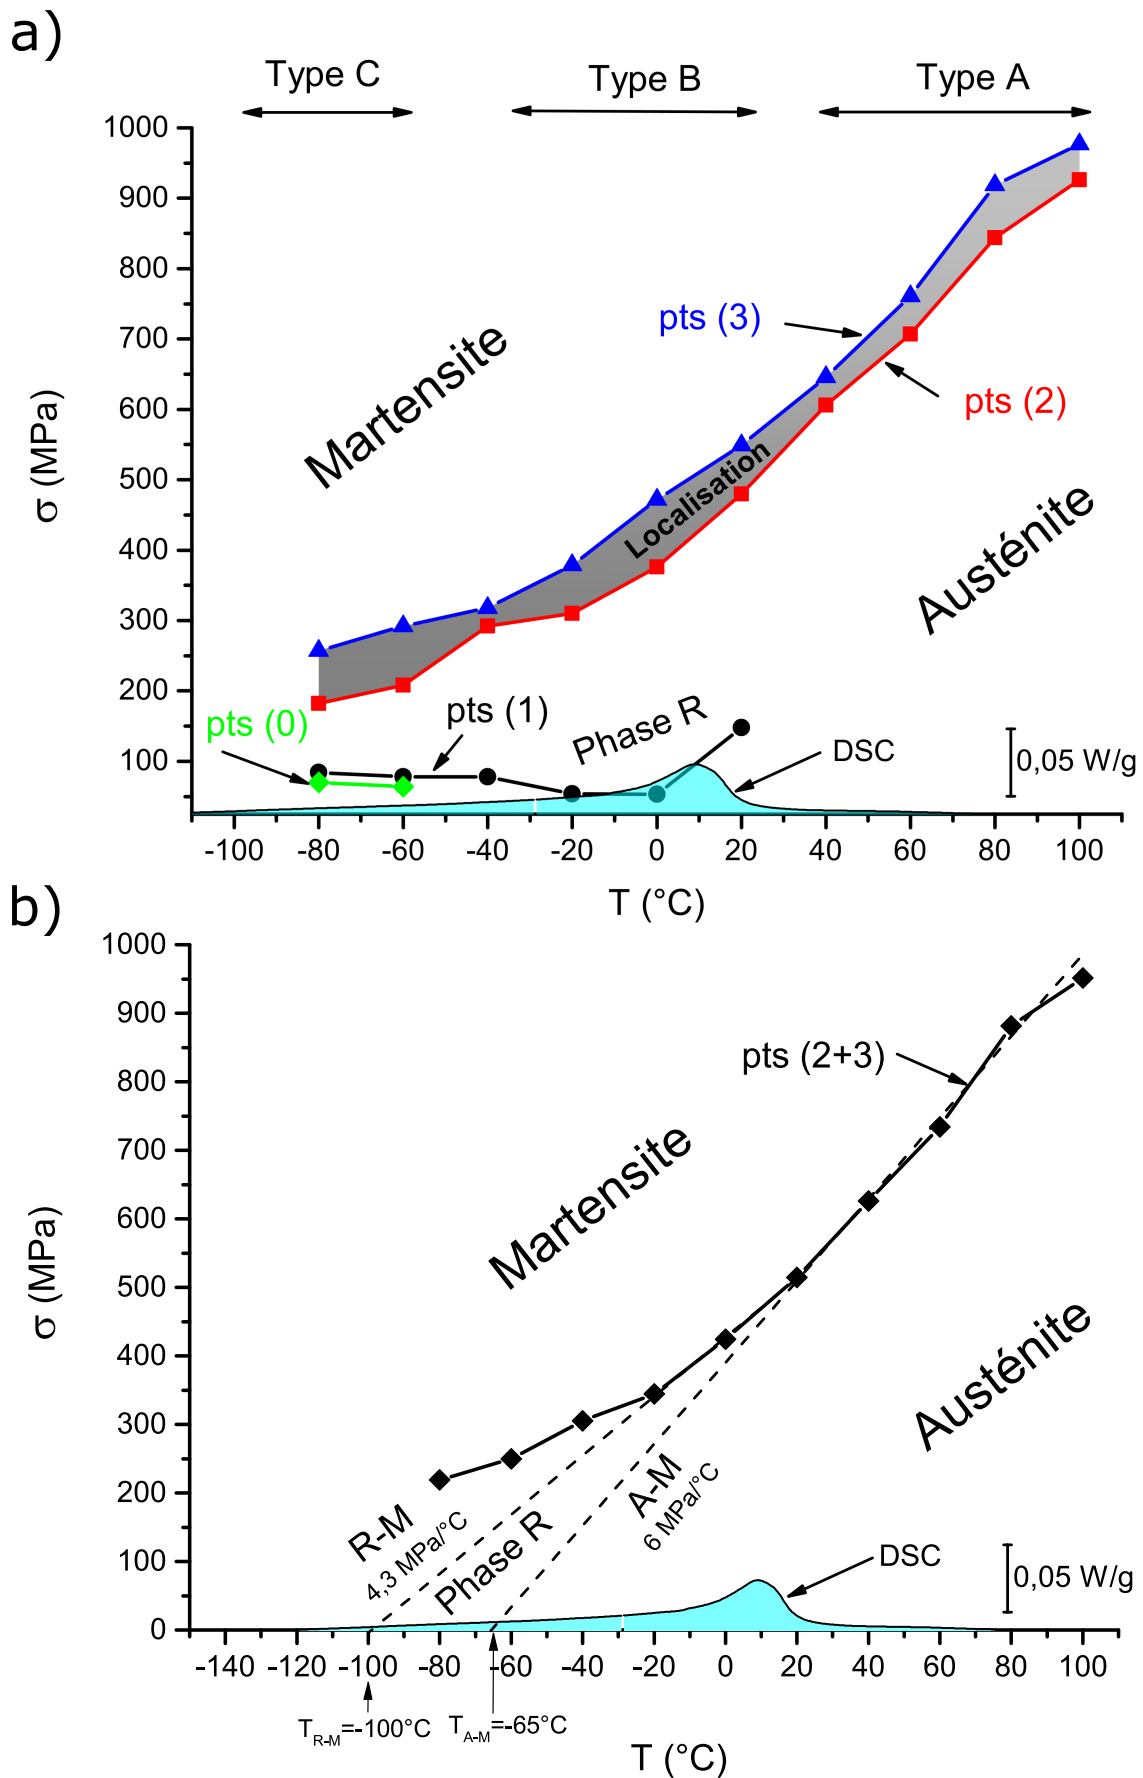 a)
Type C
Type B
Type A
1000
900
800
700
600
500
400
300
200
100
σ (MPa)
Martensite
pts (3)
pts (2)
Localisation
Austénite
pts (0)
pts (1)
Phase R
DSC
0,05 W/g
-100 -80 -60 -40 -20 0 20 40 60 80 100
T (°C)
b)
1000
900
800
700
600
500
400
300
200
100
0
σ (MPa)
pts (2+3)
Martensite
Austénite
R-M
4,3 MPa/°C
Phase R
A-M
6 MPa/°C
DSC
0,05 W/g
-140 -120 -100 -80 -60 -40 -20 0 20 40 60 80 100
T_R-M=-100°C
T_A-M=-65°C
T (°C)